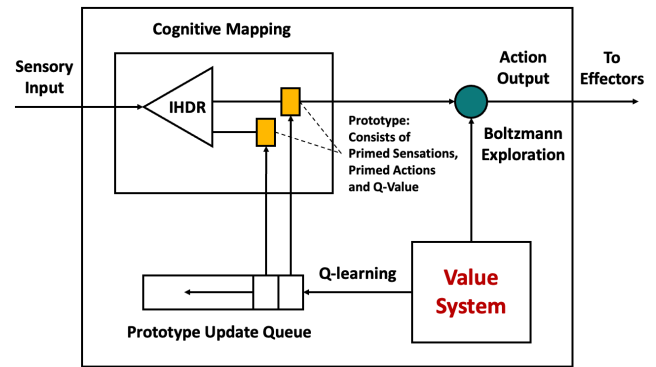 Cognitive Mapping
Sensory
Input
IHDR
Prototype:
Consists of
Primed Sensations,
Primed Actions
and Q-Value
Action
Output
To
Effectors
Boltzmann
Exploration
Q-learning
Value
System
Prototype Update Queue